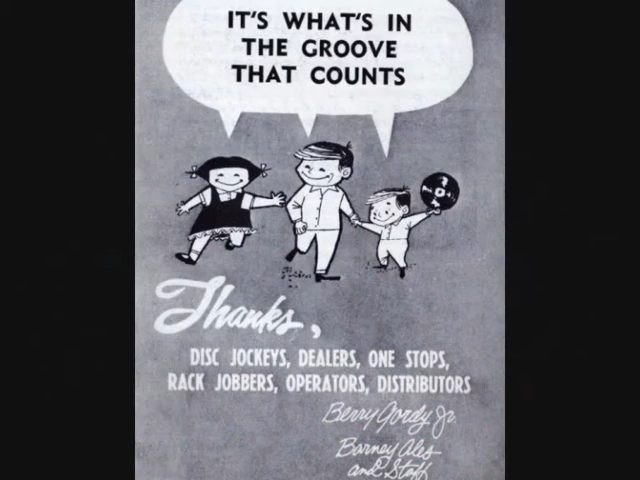 IT'S WHAT'S IN
THE GROOVE
THAT COUNTS
Thanks,
DISC JOCKEYS, DEALERS, ONE STOPS,
RACK JOBBERS, OPERATORS, DISTRIBUTORS
Berry Gordy Jr.
Barney Ales
and Staff